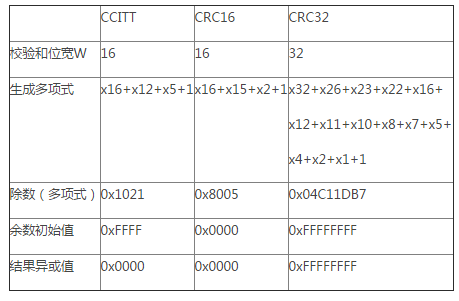 CCITT CRC16 CRC32
校验和位宽W 16 16 32
生成多项式 x16+x12+x5+1 x16+x15+x2+1 x32+x26+x23+x22+x16+
x12+x11+x10+x8+x7+x5+
x4+x2+x1+1
除数（多项式） 0x1021 0x8005 0x04C11DB7
余数初始值 0xFFFF 0x0000 0xFFFFFFFF
结果异或值 0x0000 0x0000 0xFFFFFFFF